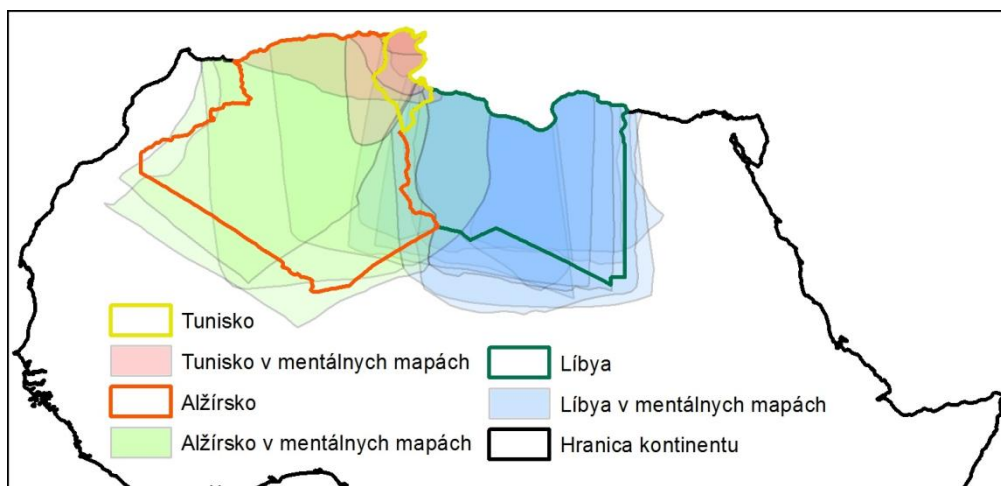 Tunisko
Tunisko v mentálnych mapách
Alžírsko
Alžírsko v mentálnych mapách
Líbya
Líbya v mentálnych mapách
Hranica kontinentu